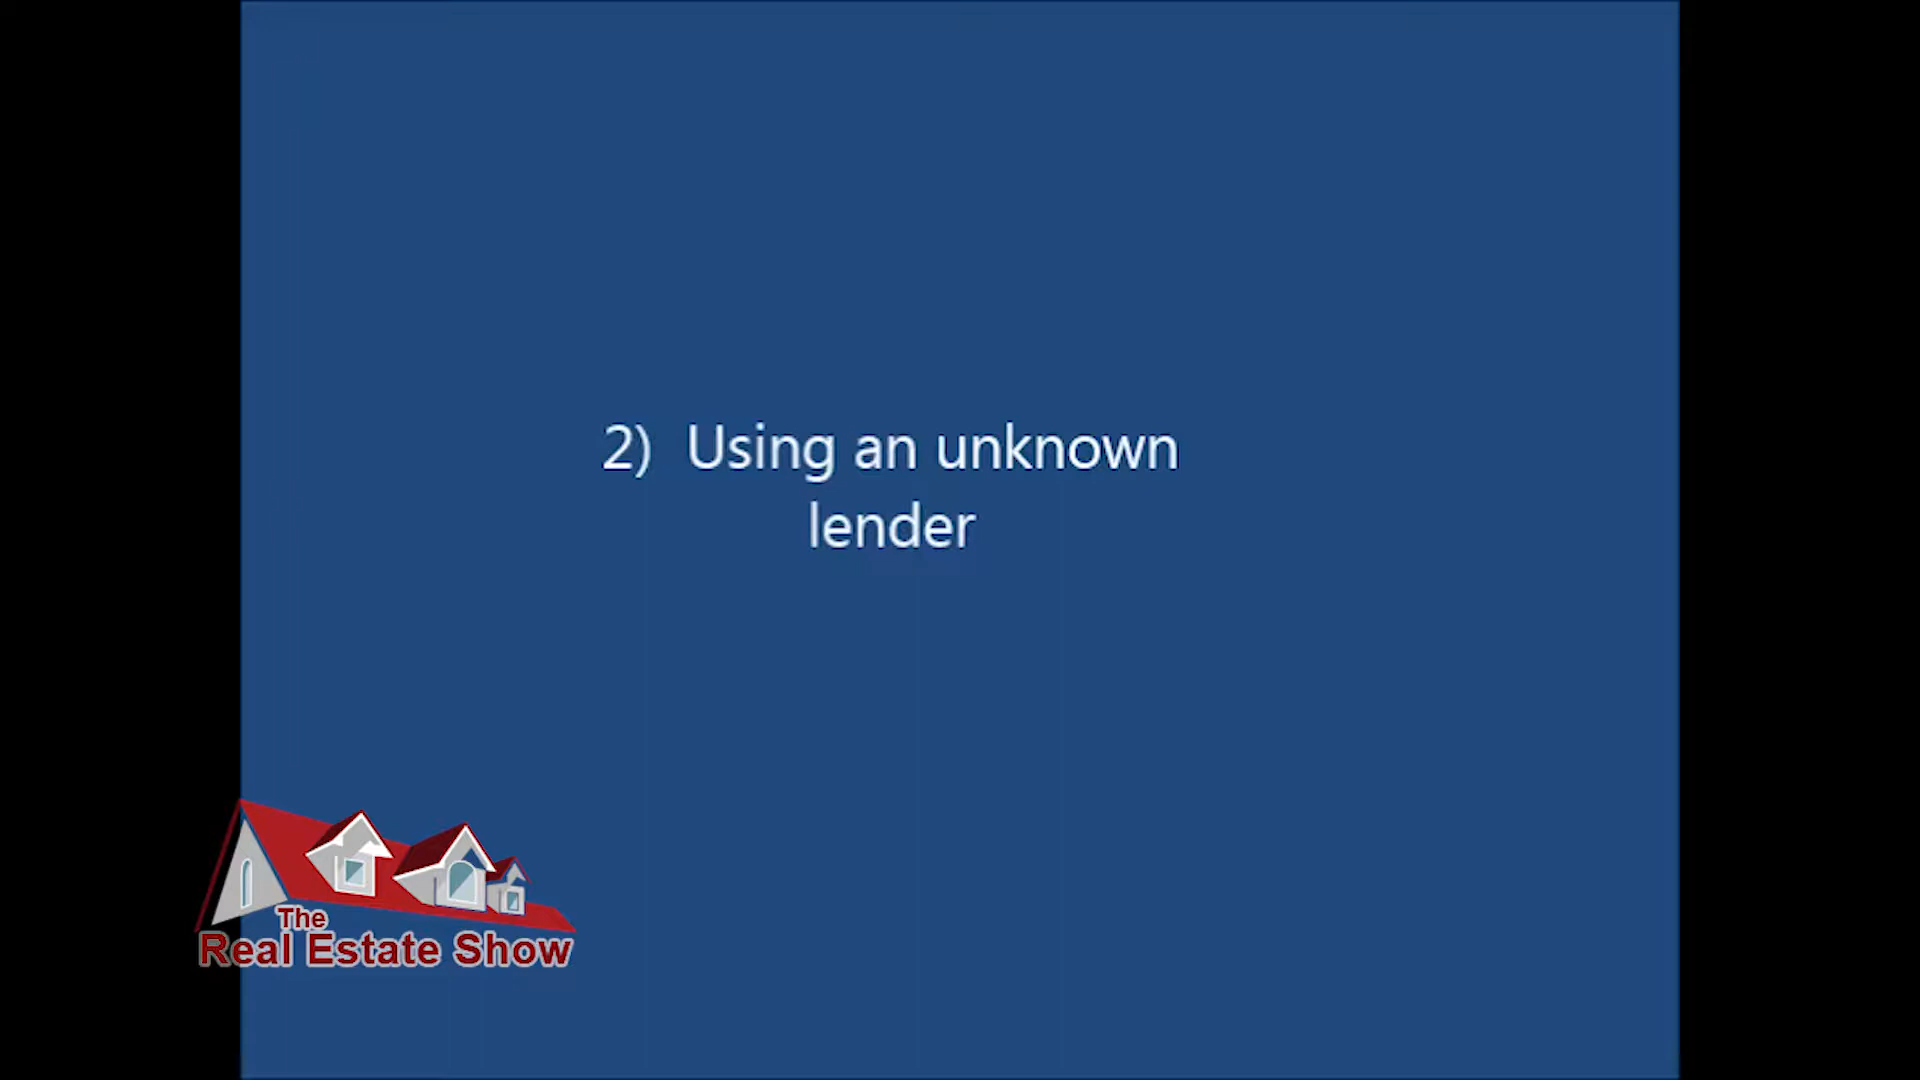 2) Using an unknown
lender
The
Real Estate Show